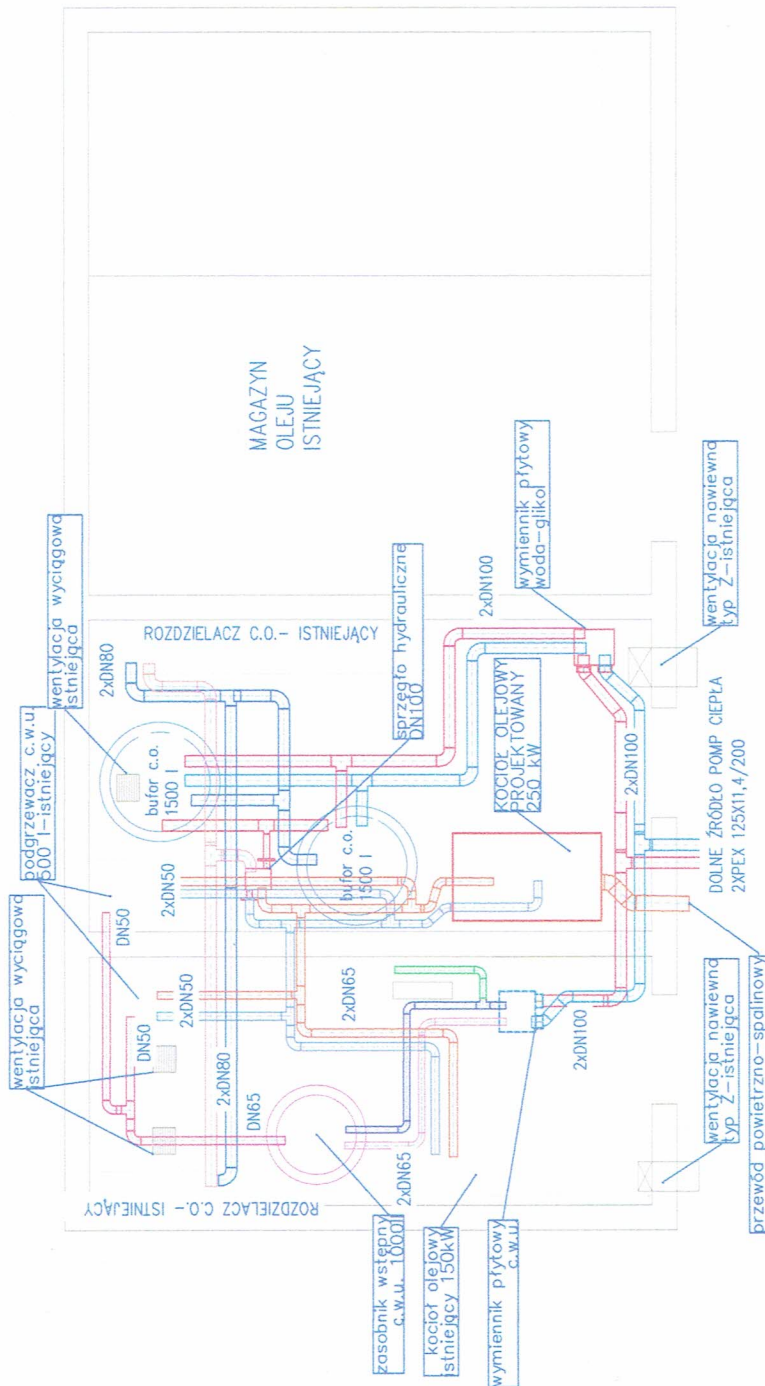 wentylacja wyciągowa
istniejąca
podgrzewacz c.w.u.
500 l-istniejący
wentylacja wyciągowa
istniejąca
MAGAZYN
OLEJU
ISTNIEJĄCY
ROZDZIELACZ C.O.- ISTNIEJĄCY
2xDN80
bufor c.o.
1500 l
sprzęgło hydrauliczne
DN100
2xDN100
wymiennik płytowy
woda-glikol
DN50
2xDN50
bufor c.o.
1500 l
KOCIOŁ OLEJOWY
PROJEKTOWANY
250 kW
2xDN100
wentylacja nawiewna
typ Z-istniejąca
DN50
2xDN50
2xDN65
2xDN100
DOLNE ŹRÓDŁO POMP CIEPŁA
2XPEX 125X11,4/200
2xDN80
DN65
2xDN65
ROZDZIELACZ C.O.- ISTNIEJĄCY
wentylacja nawiewna
typ Z-istniejąca
przewód powietrzno-spalinowy
zasobnik wstępny
c.w.u. 1000l
kocioł olejowy
istniejący 150kW
wymiennik płytowy
c.w.u.